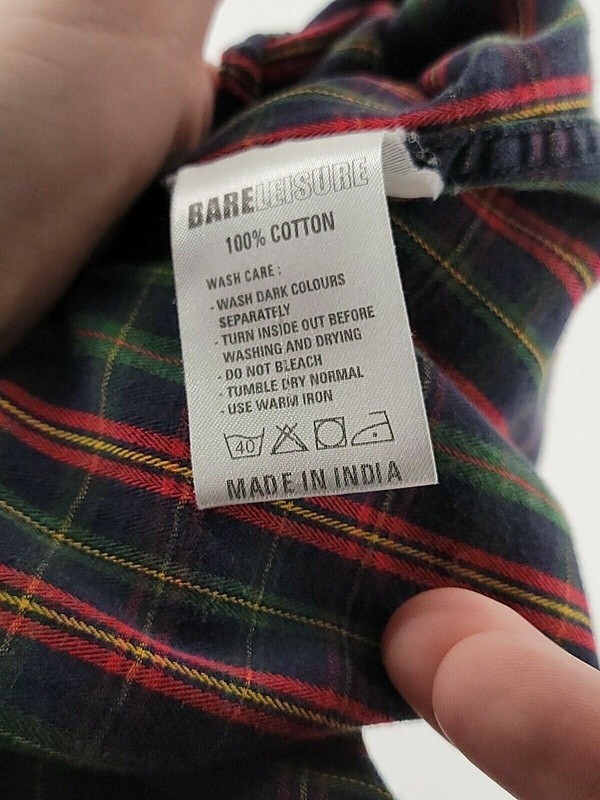 BARELEISURE
100% COTTON
WASH CARE :
- WASH DARK COLOURS
SEPARATELY
- TURN INSIDE OUT BEFORE
WASHING AND DRYING
- DO NOT BLEACH
- TUMBLE DRY NORMAL
- USE WARM IRON
40
MADE IN INDIA